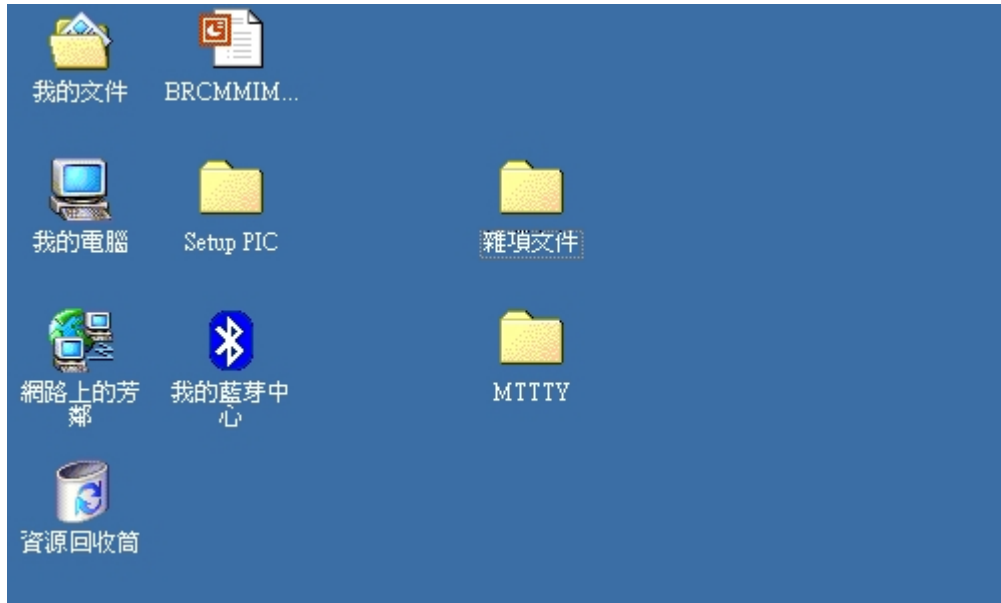 我的文件
BRCMMIM...
我的電腦
Setup PIC
雜項文件
網路上的芳
鄰
我的藍芽中
心
MTTTY
資源回收筒